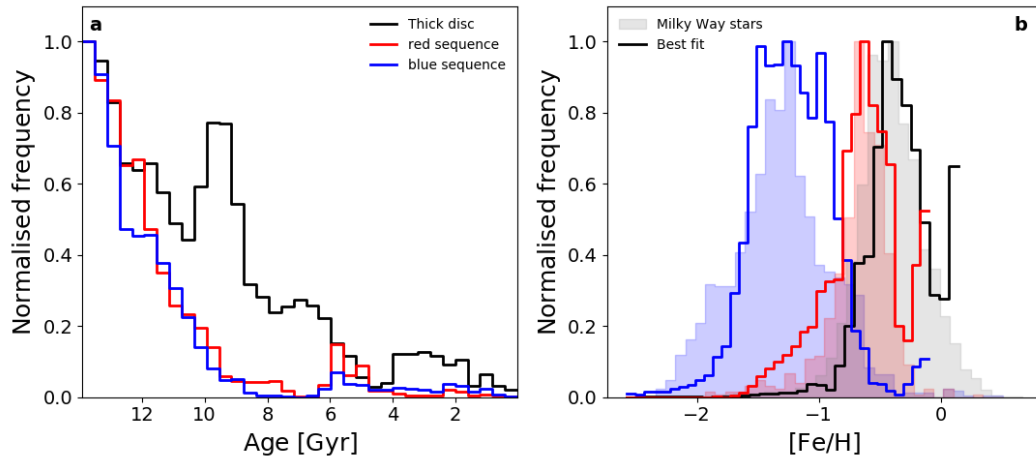 a
Thick disc
red sequence
blue sequence
Normalised frequency
1.0
0.8
0.6
0.4
0.2
0.0
12
10
8
6
4
2
Age [Gyr]
b
Milky Way stars
Best fit
Normalised frequency
1.0
0.8
0.6
0.4
0.2
0.0
−2
−1
0
[Fe/H]